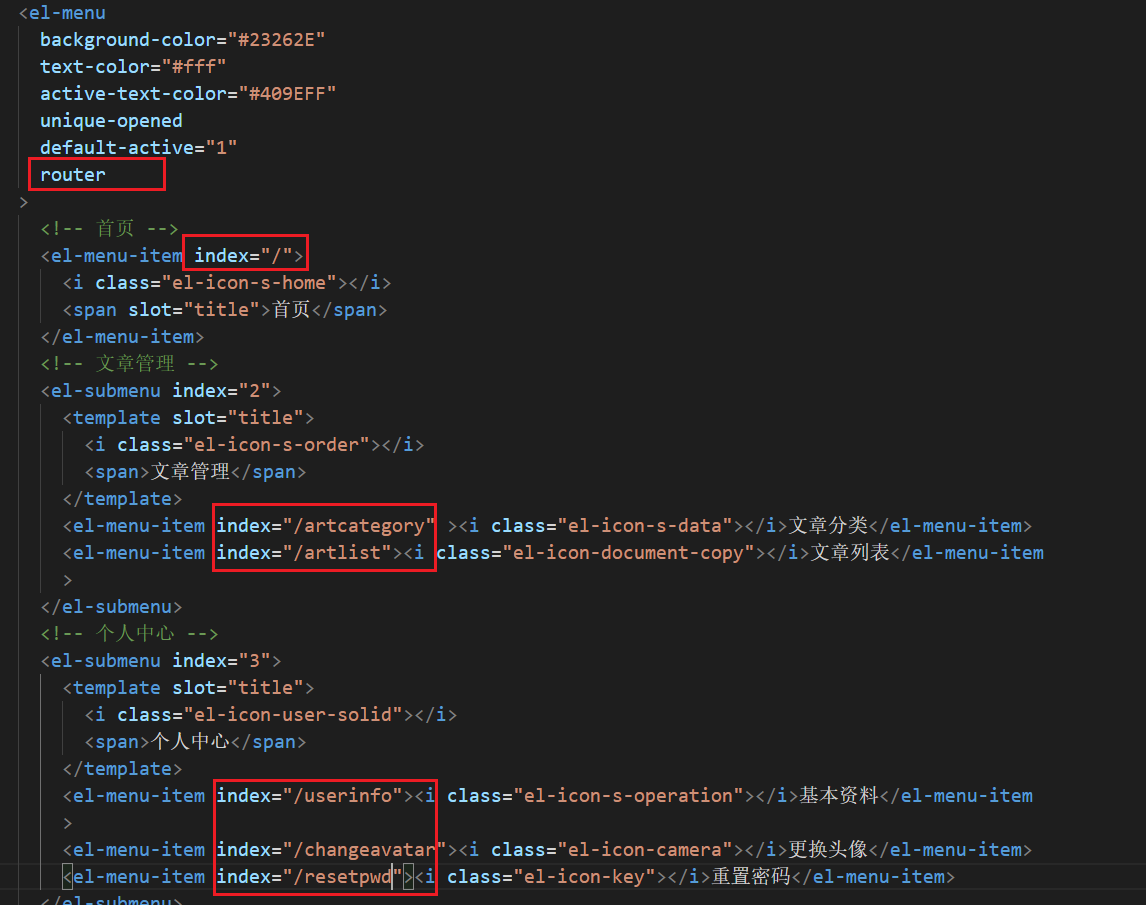 <el-menu
background-color="#23262E"
text-color="#fff"
active-text-color="#409EFF"
unique-opened
default-active="1"
router
>
<!-- 首页 -->
<el-menu-item index="/">
<i class="el-icon-s-home"></i>
<span slot="title">首页</span>
</el-menu-item>
<!-- 文章管理 -->
<el-submenu index="2">
<template slot="title">
<i class="el-icon-s-order"></i>
<span>文章管理</span>
</template>
<el-menu-item index="/artcategory" ><i class="el-icon-s-data"></i>文章分类</el-menu-item>
<el-menu-item index="/artlist"><i class="el-icon-document-copy"></i>文章列表</el-menu-item
>
</el-submenu>
<!-- 个人中心 -->
<el-submenu index="3">
<template slot="title">
<i class="el-icon-user-solid"></i>
<span>个人中心</span>
</template>
<el-menu-item index="/userinfo"><i class="el-icon-s-operation"></i>基本资料</el-menu-item
>
<el-menu-item index="/changeavatar"><i class="el-icon-camera"></i>更换头像</el-menu-item>
<el-menu-item index="/resetpwd"><i class="el-icon-key"></i>重置密码</el-menu-item>
</el-submenu>